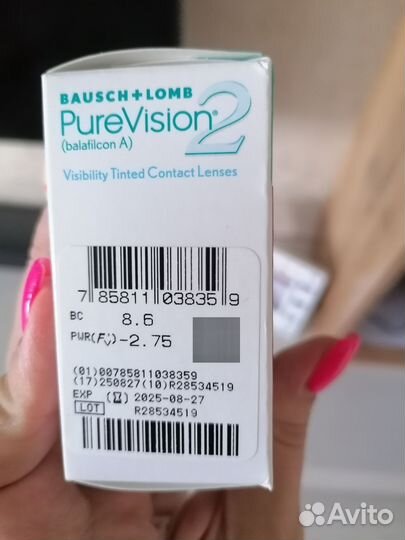 BAUSCH + LOMB
PureVision® 2
(balafilcon A)
Visibility Tinted Contact Lenses
7 85811 03835 9
BC 8.6
PWR(F'v) -2.75
(01)00785811038359
(17)250827(10)R28534519
EXP 2025-08-27
LOT R28534519
Avito